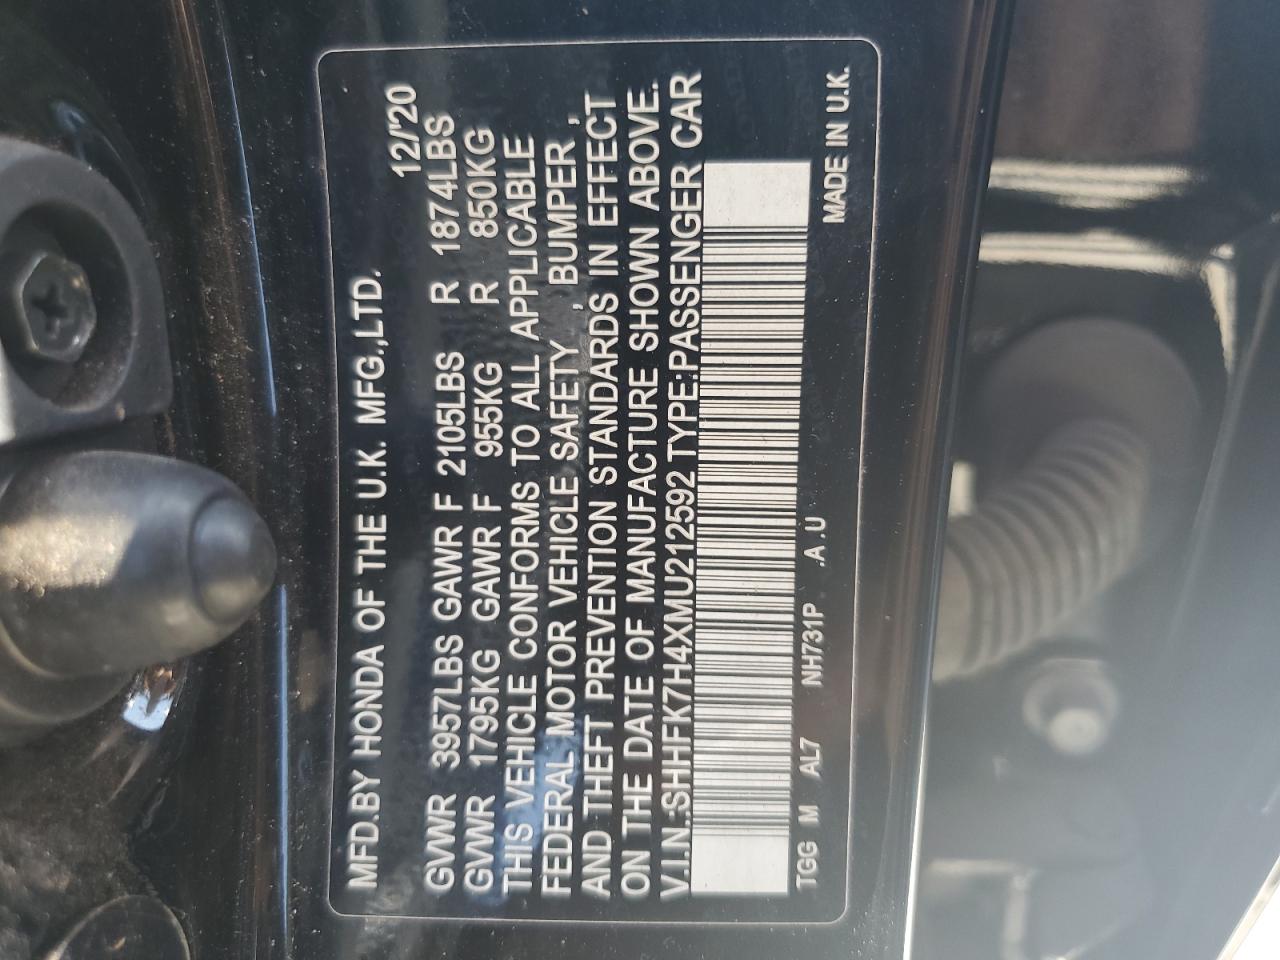 MFD.BY HONDA OF THE U.K. MFG.,LTD.
12/'20
GVWR 3957LBS GAWR F 2105LBS R 1874LBS
GVWR 1795KG GAWR F 955KG R 850KG
THIS VEHICLE CONFORMS TO ALL APPLICABLE
FEDERAL MOTOR VEHICLE SAFETY , BUMPER ,
AND THEFT PREVENTION STANDARDS IN EFFECT
ON THE DATE OF MANUFACTURE SHOWN ABOVE.
V.I.N.:SHHFK7H4XMU212592 TYPE:PASSENGER CAR
TGG M AL7 NH731P .A .U MADE IN U.K.